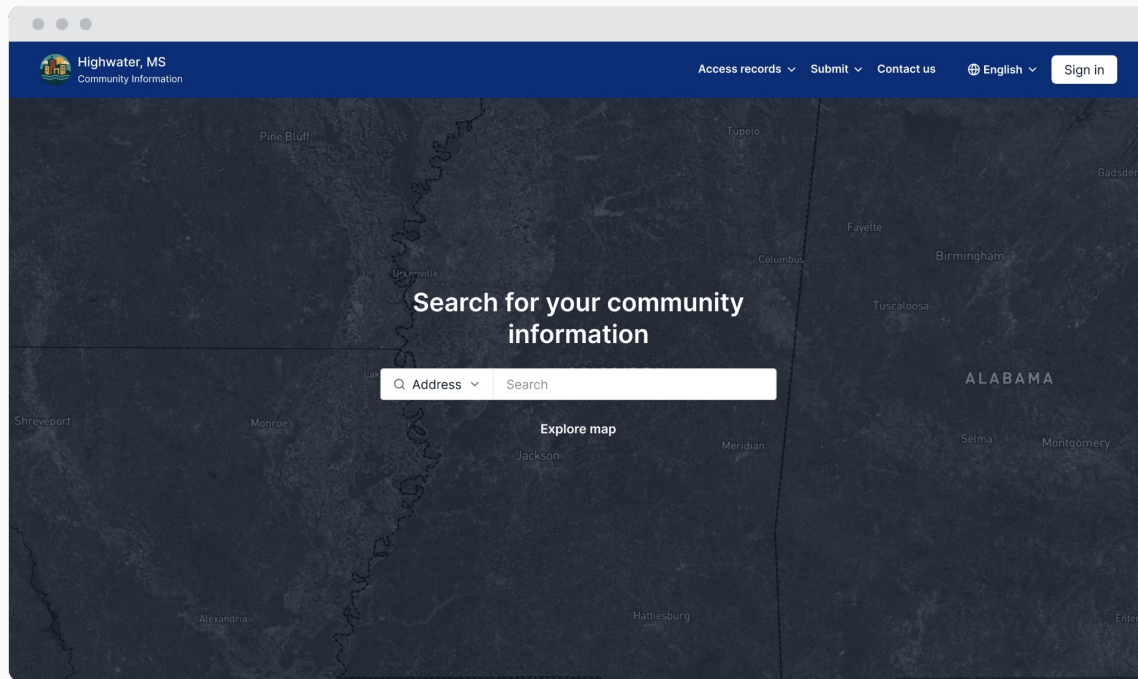 Highwater, MS
Community Information
Access records
Submit
Contact us
English
Sign in
Pine Bluff
Tupelo
Gadsden
Fayette
Columbus
Birmingham
Greenville
Search for your community
information
Tuscaloosa
Address
Search
ALABAMA
Shreveport
Monroe
Explore map
Jackson
Meridian
Selma
Montgomery
Alexandria
Hattiesburg